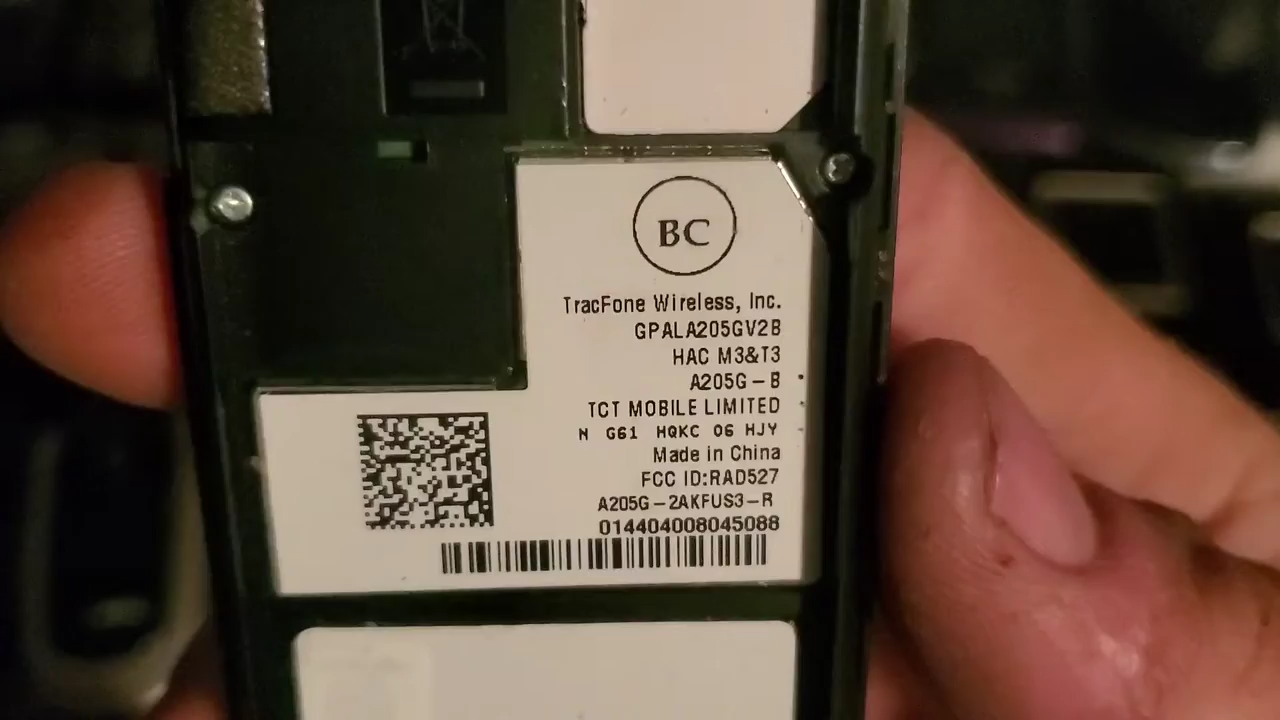 BC
TracFone Wireless, Inc.
GPALA205GV2B
HAC M3&T3
A205G-B
TCT MOBILE LIMITED
N G61 HQKC 06 HJY
Made in China
FCC ID:RAD527
A205G-2AKFUS3-R
014404008045088